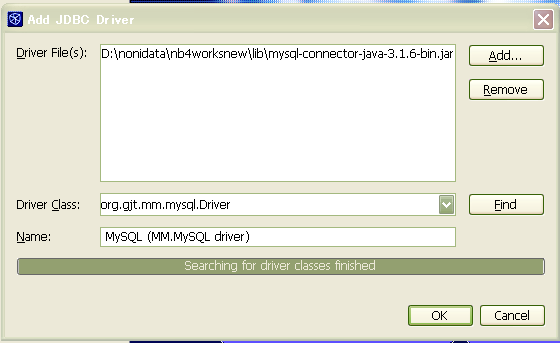 Add JDBC Driver
Driver File(s):
D:\nonidata\nb4worksnew\lib\mysql-connector-java-3.1.6-bin.jar
Add...
Remove
Driver Class:
org.gjt.mm.mysql.Driver
Find
Name:
MySQL (MM.MySQL driver)
Searching for driver classes finished
OK
Cancel